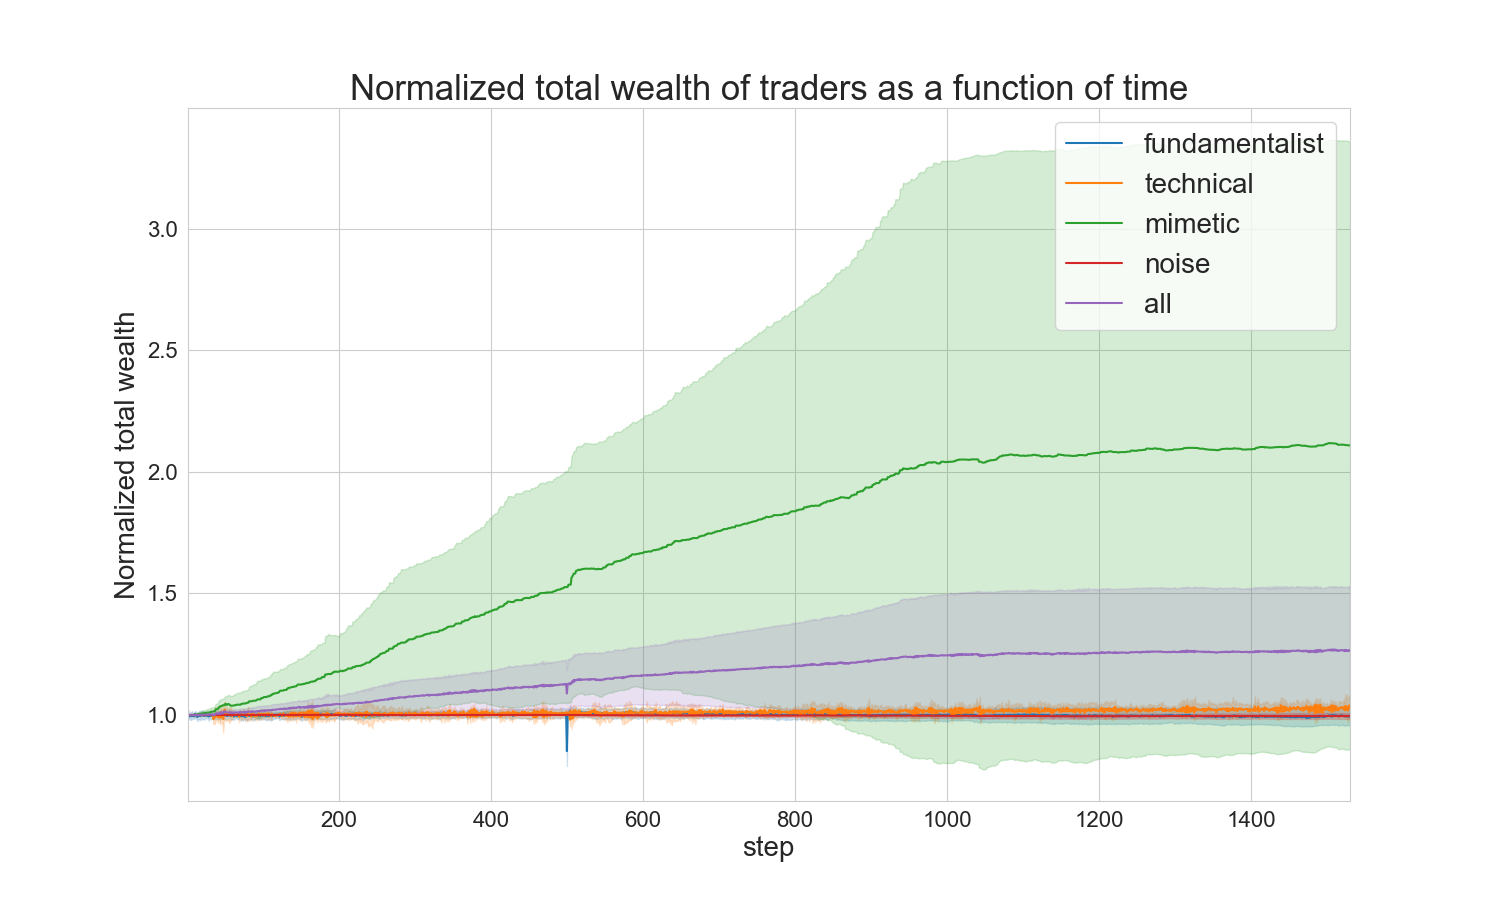 Normalized total wealth of traders as a function of time
fundamentalist
technical
mimetic
noise
all
Normalized total wealth
3.0
2.5
2.0
1.5
1.0
200 400 600 800 1000 1200 1400
step